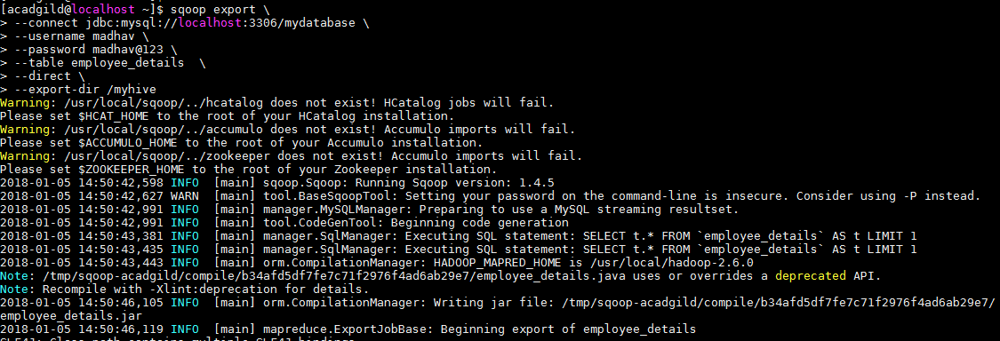 [acadgild@localhost ~]$ sqoop export \
> --connect jdbc:mysql://localhost:3306/mydatabase \
> --username madhav \
> --password madhav@123 \
> --table employee_details  \
> --direct \
> --export-dir /myhive
Warning: /usr/local/sqoop/../hcatalog does not exist! HCatalog jobs will fail.
Please set $HCAT_HOME to the root of your HCatalog installation.
Warning: /usr/local/sqoop/../accumulo does not exist! Accumulo imports will fail.
Please set $ACCUMULO_HOME to the root of your Accumulo installation.
Warning: /usr/local/sqoop/../zookeeper does not exist! Accumulo imports will fail.
Please set $ZOOKEEPER_HOME to the root of your Zookeeper installation.
2018-01-05 14:50:42,598 INFO  [main] sqoop.Sqoop: Running Sqoop version: 1.4.5
2018-01-05 14:50:42,627 WARN  [main] tool.BaseSqoopTool: Setting your password on the command-line is insecure. Consider using -P instead.
2018-01-05 14:50:42,991 INFO  [main] manager.MySQLManager: Preparing to use a MySQL streaming resultset.
2018-01-05 14:50:42,991 INFO  [main] tool.CodeGenTool: Beginning code generation
2018-01-05 14:50:43,381 INFO  [main] manager.SqlManager: Executing SQL statement: SELECT t.* FROM `employee_details` AS t LIMIT 1
2018-01-05 14:50:43,435 INFO  [main] manager.SqlManager: Executing SQL statement: SELECT t.* FROM `employee_details` AS t LIMIT 1
2018-01-05 14:50:43,443 INFO  [main] orm.CompilationManager: HADOOP_MAPRED_HOME is /usr/local/hadoop-2.6.0
Note: /tmp/sqoop-acadgild/compile/b34afd5df7fe7c71f2976f4ad6ab29e7/employee_details.java uses or overrides a deprecated API.
Note: Recompile with -Xlint:deprecation for details.
2018-01-05 14:50:46,105 INFO  [main] orm.CompilationManager: Writing jar file: /tmp/sqoop-acadgild/compile/b34afd5df7fe7c71f2976f4ad6ab29e7/
employee_details.jar
2018-01-05 14:50:46,119 INFO  [main] mapreduce.ExportJobBase: Beginning export of employee_details